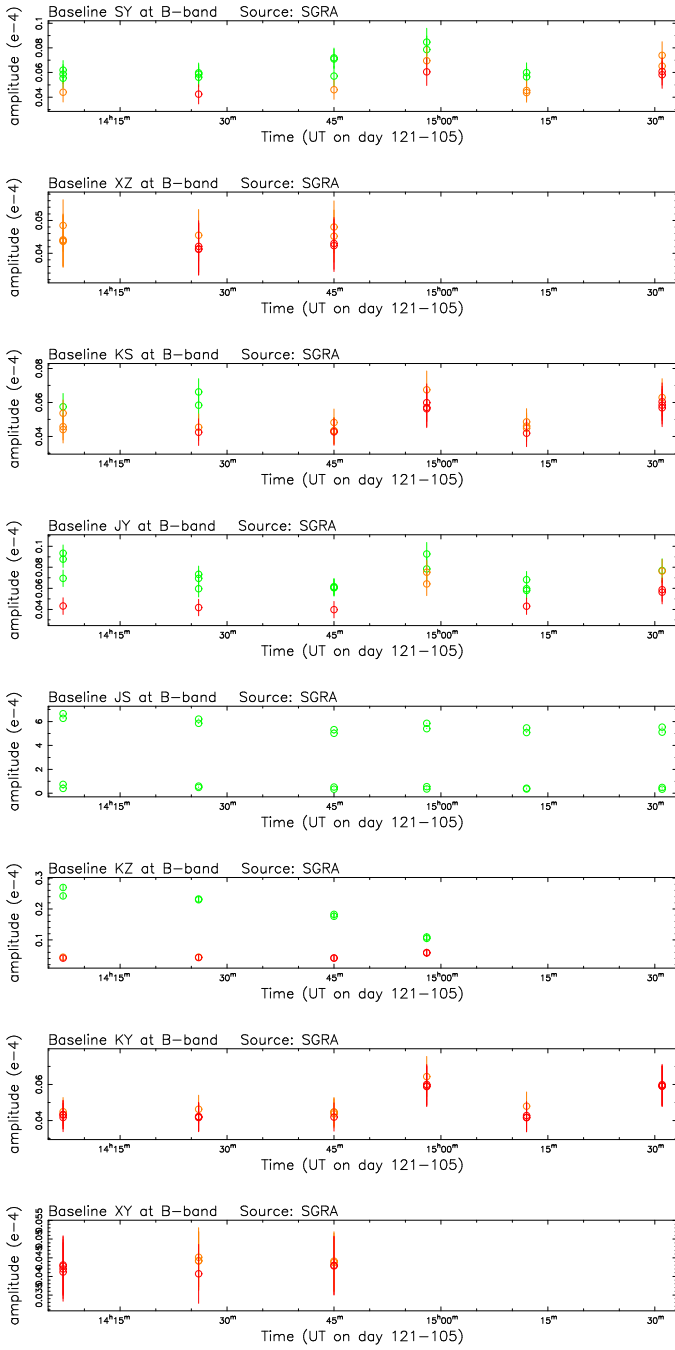 Baseline SY at B-band Source: SGRA
amplitude (e-4)
0.04 0.06 0.08 0.1
14h15m 30m 45m 15h00m 15m 30m
Time (UT on day 121-105)
Baseline XZ at B-band Source: SGRA
amplitude (e-4)
0.04 0.05
14h15m 30m 45m 15h00m 15m 30m
Time (UT on day 121-105)
Baseline KS at B-band Source: SGRA
amplitude (e-4)
0.04 0.06 0.08
14h15m 30m 45m 15h00m 15m 30m
Time (UT on day 121-105)
Baseline JY at B-band Source: SGRA
amplitude (e-4)
0.04 0.06 0.08 0.1
14h15m 30m 45m 15h00m 15m 30m
Time (UT on day 121-105)
Baseline JS at B-band Source: SGRA
amplitude (e-4)
0 2 4 6
14h15m 30m 45m 15h00m 15m 30m
Time (UT on day 121-105)
Baseline KZ at B-band Source: SGRA
amplitude (e-4)
0.1 0.2 0.3
14h15m 30m 45m 15h00m 15m 30m
Time (UT on day 121-105)
Baseline KY at B-band Source: SGRA
amplitude (e-4)
0.04 0.06
14h15m 30m 45m 15h00m 15m 30m
Time (UT on day 121-105)
Baseline XY at B-band Source: SGRA
amplitude (e-4)
0.035 0.04 0.045 0.05 0.055
14h15m 30m 45m 15h00m 15m 30m
Time (UT on day 121-105)